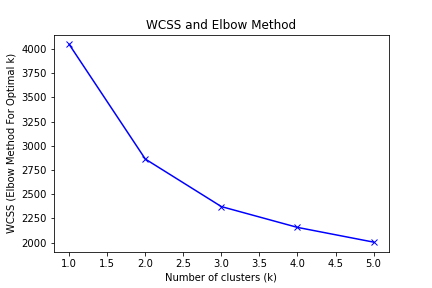 WCSS and Elbow Method
WCSS (Elbow Method For Optimal k)
4000
3750
3500
3250
3000
2750
2500
2250
2000
1.0 1.5 2.0 2.5 3.0 3.5 4.0 4.5 5.0
Number of clusters (k)